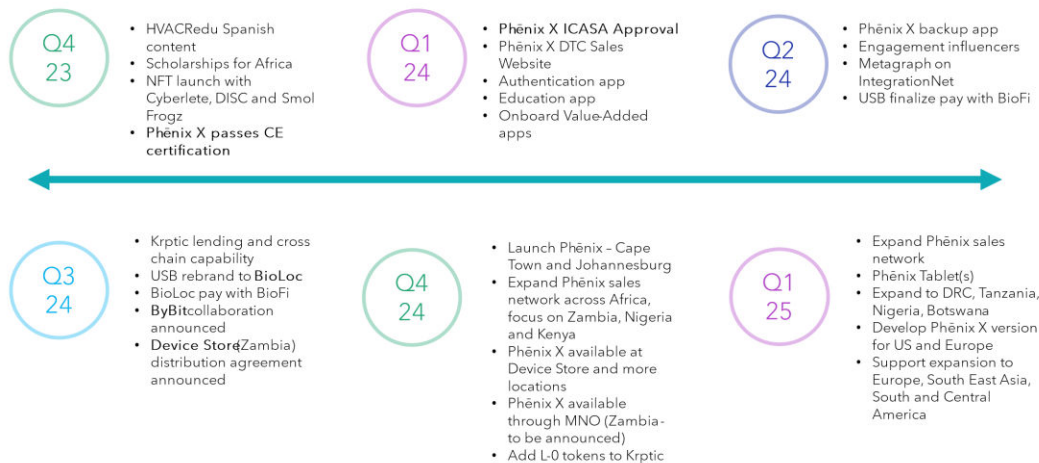 Q4
23
• HVACRedu Spanish
content
• Scholarships for Africa
• NFT launch with
Cyberlete, DISC and Smol
Frogz
• Phēnix X passes CE
certification
Q1
24
• Phēnix X ICASA Approval
• Phēnix X DTC Sales
Website
• Authentication app
• Education app
• Onboard Value-Added
apps
Q2
24
• Phēnix X backup app
• Engagement influencers
• Metagraph on
IntegrationNet
• USB finalize pay with BioFi
Q3
24
• Krptic lending and cross
chain capability
• USB rebrand to BioLoc
• BioLoc pay with BioFi
• ByBitcollaboration
announced
• Device Store(Zambia)
distribution agreement
announced
Q4
24
• Launch Phēnix – Cape
Town and Johannesburg
• Expand Phēnix sales
network across Africa,
focus on Zambia, Nigeria
and Kenya
• Phēnix X available at
Device Store and more
locations
• Phēnix X available
through MNO (Zambia-
to be announced)
• Add L-0 tokens to Krptic
Q1
25
• Expand Phēnix sales
network
• Phēnix Tablet(s)
• Expand to DRC, Tanzania,
Nigeria, Botswana
• Develop Phēnix X version
for US and Europe
• Support expansion to
Europe, South East Asia,
South and Central
America